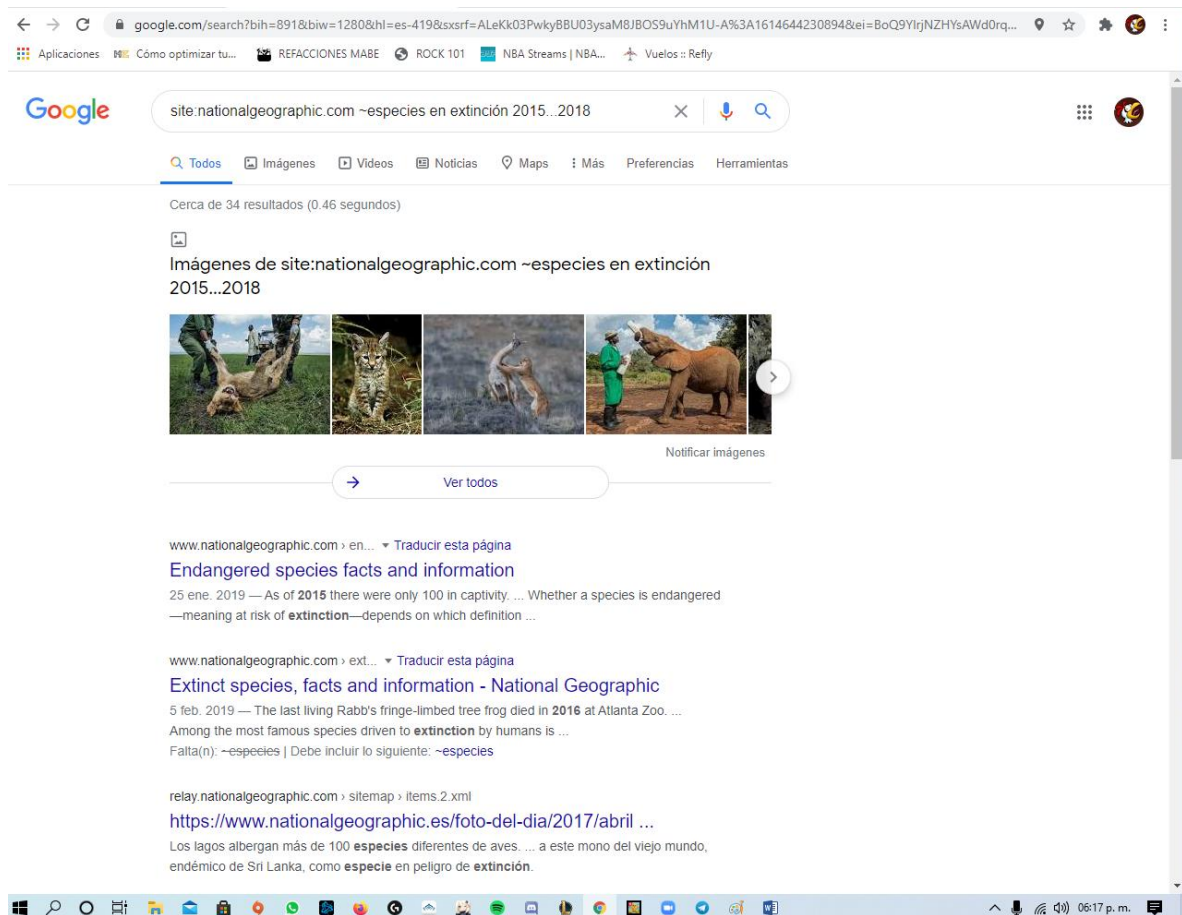 google.com/search?bih=891&biw=1280&hl=es-419&sxsrf=ALeKk03PwkyBBU03ysaM8JBOS9uYhM1U-A%3A1614644230894&ei=BoQ9YIrjNZHYsAWd0rq...
Aplicaciones Cómo optimizar tu... REFACCIONES MABE ROCK 101 NBA Streams | NBA... Vuelos :: Refly
Google site:nationalgeographic.com ~especies en extinción 2015...2018
Todos Imágenes Videos Noticias Maps Más Preferencias Herramientas
Cerca de 34 resultados (0.46 segundos)
Imágenes de site:nationalgeographic.com ~especies en extinción
2015...2018
Notificar imágenes
Ver todos
www.nationalgeographic.com › en... Traducir esta página
Endangered species facts and information
25 ene. 2019 — As of 2015 there were only 100 in captivity. ... Whether a species is endangered
—meaning at risk of extinction—depends on which definition ...
www.nationalgeographic.com › ext... Traducir esta página
Extinct species, facts and information - National Geographic
5 feb. 2019 — The last living Rabb's fringe-limbed tree frog died in 2016 at Atlanta Zoo. ...
Among the most famous species driven to extinction by humans is ...
Falta(n): ~especies | Debe incluir lo siguiente: ~especies
relay.nationalgeographic.com › sitemap › items.2.xml
https://www.nationalgeographic.es/foto-del-dia/2017/abril ...
Los lagos albergan más de 100 especies diferentes de aves. ... a este mono del viejo mundo,
endémico de Sri Lanka, como especie en peligro de extinción.
06:17 p. m.